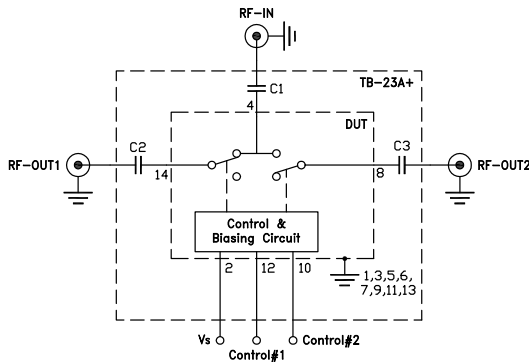 RF-IN
TB-23A+
C1
4
DUT
C2
C3
RF-OUT1
14
8
RF-OUT2
Control &
Biasing Circuit
2
12
10
1,3,5,6,
7,9,11,13
Vs
Control#1
Control#2